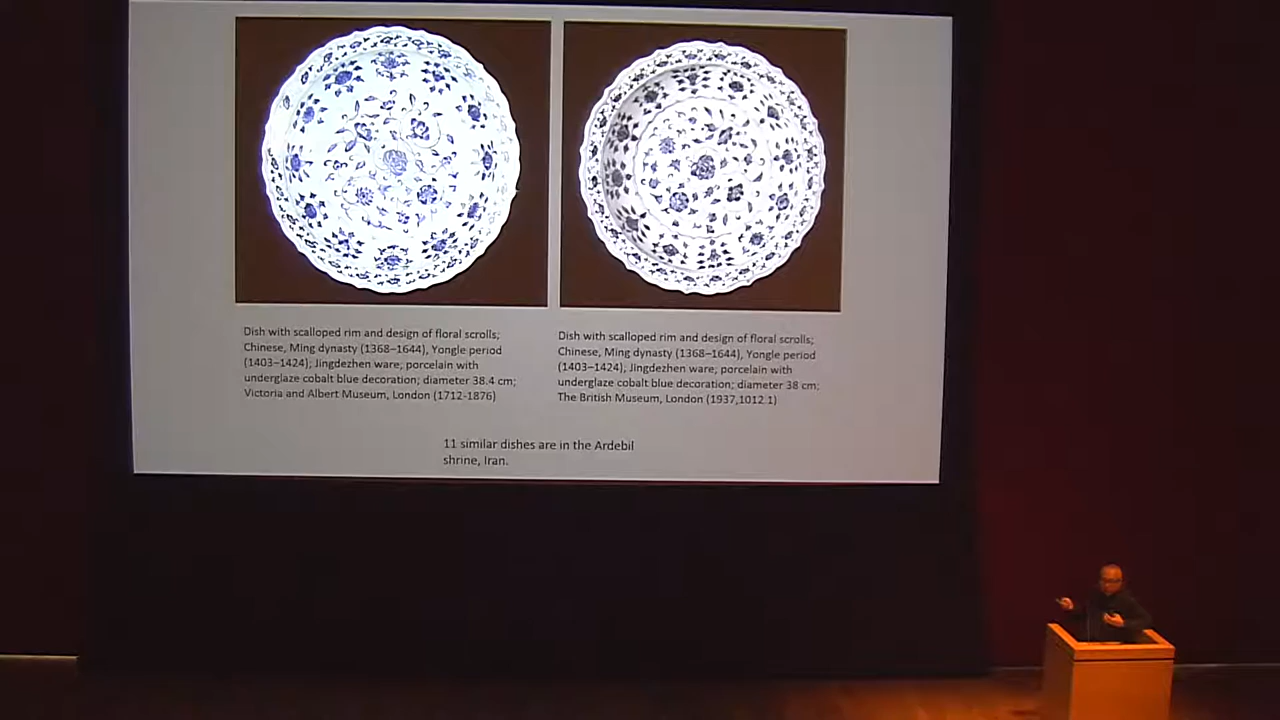 Dish with scalloped rim and design of floral scrolls;
Chinese, Ming dynasty (1368–1644), Yongle period
(1403–1424); Jingdezhen ware; porcelain with
underglaze cobalt blue decoration; diameter 38.4 cm;
Victoria and Albert Museum, London (1712-1876)
Dish with scalloped rim and design of floral scrolls;
Chinese, Ming dynasty (1368–1644), Yongle period
(1403–1424); Jingdezhen ware; porcelain with
underglaze cobalt blue decoration; diameter 38 cm;
The British Museum, London (1937,1012.1)
11 similar dishes are in the Ardebil
shrine, Iran.